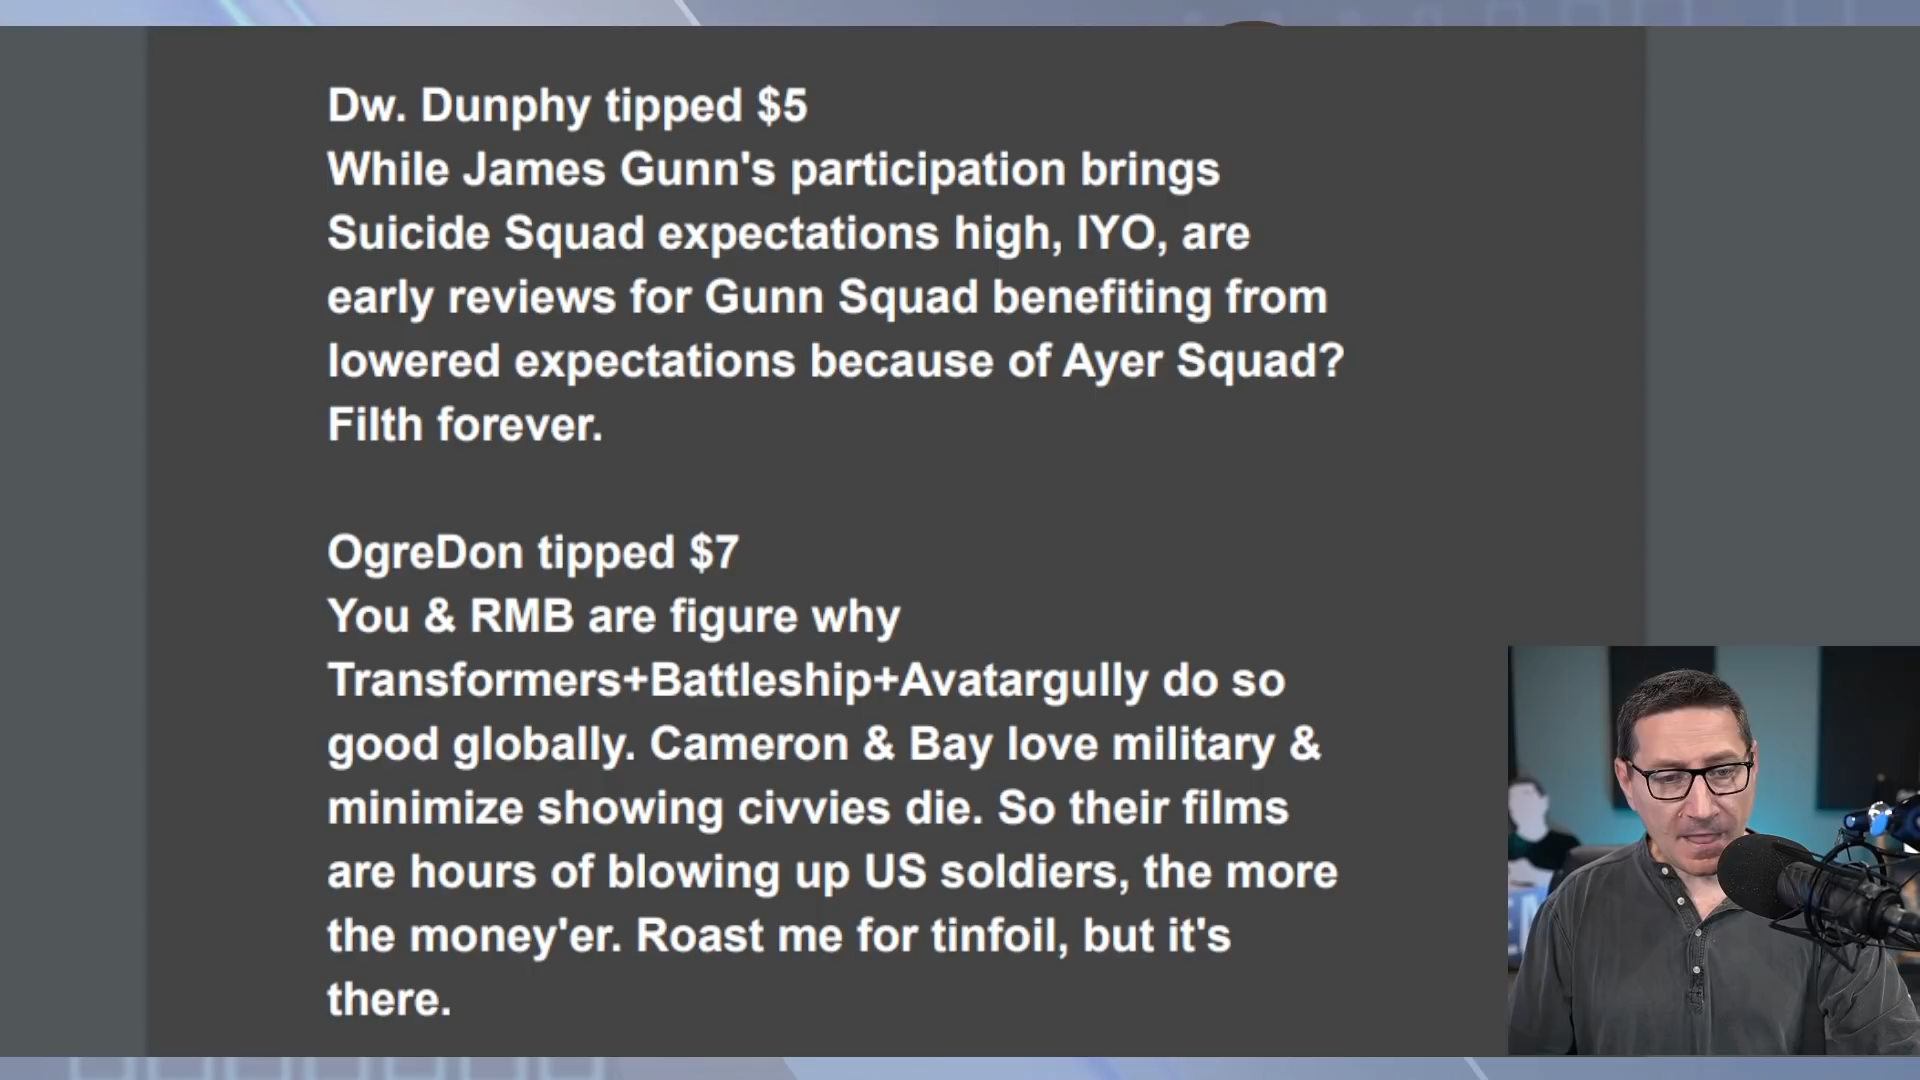 Dw. Dunphy tipped $5
While James Gunn's participation brings
Suicide Squad expectations high, IYO, are
early reviews for Gunn Squad benefiting from
lowered expectations because of Ayer Squad?
Filth forever.
OgreDon tipped $7
You & RMB are figure why
Transformers+Battleship+Avatargully do so
good globally. Cameron & Bay love military &
minimize showing civvies die. So their films
are hours of blowing up US soldiers, the more
the money'er. Roast me for tinfoil, but it's
there.